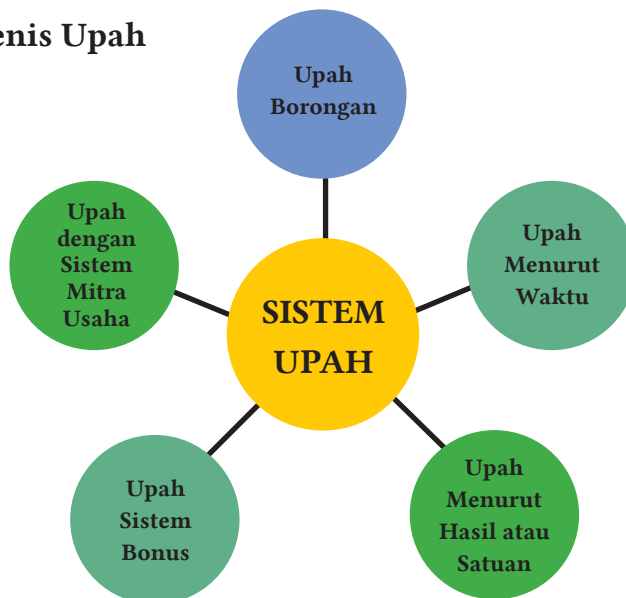 enis Upah
Upah
Borongan
Upah
dengan
Sistem
Mitra
Usaha
Upah
Menurut
Waktu
SISTEM
UPAH
Upah
Sistem
Bonus
Upah
Menurut
Hasil atau
Satuan